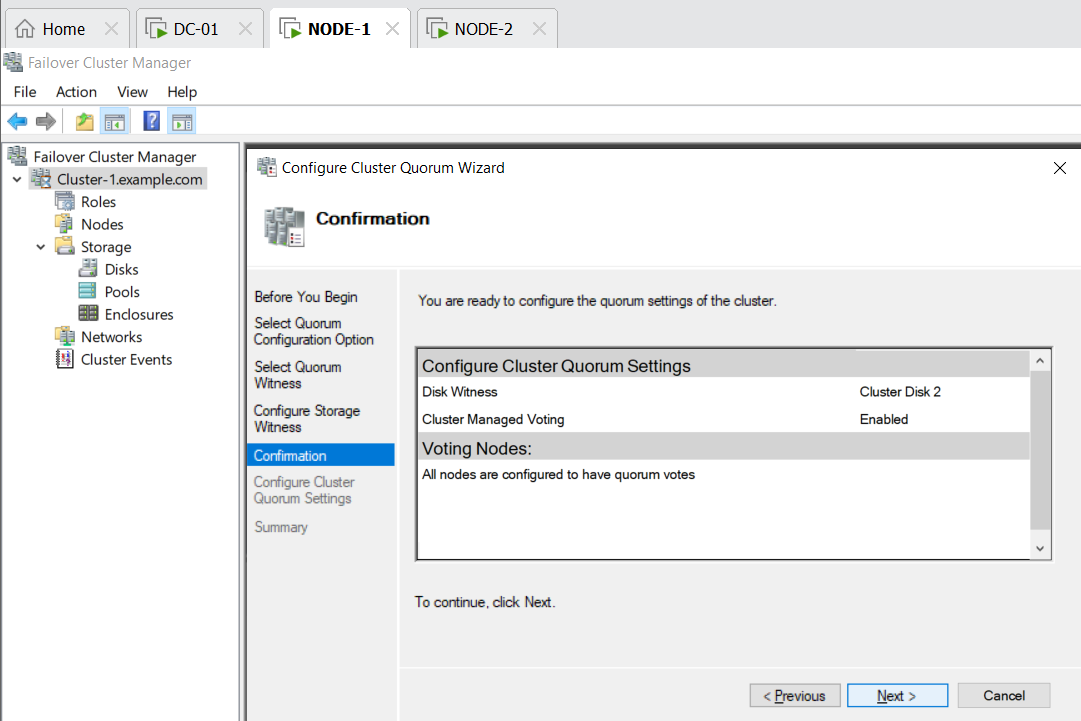 Home
DC-01
NODE-1
NODE-2
Failover Cluster Manager
File Action View Help
Failover Cluster Manager
Cluster-1.example.com
Roles
Nodes
Storage
Disks
Pools
Enclosures
Networks
Cluster Events
Configure Cluster Quorum Wizard
Confirmation
Before You Begin
Select Quorum
Configuration Option
Select Quorum
Witness
Configure Storage
Witness
Confirmation
Configure Cluster
Quorum Settings
Summary
You are ready to configure the quorum settings of the cluster.
Configure Cluster Quorum Settings
Disk Witness Cluster Disk 2
Cluster Managed Voting Enabled
Voting Nodes:
All nodes are configured to have quorum votes
To continue, click Next.
< Previous
Next >
Cancel